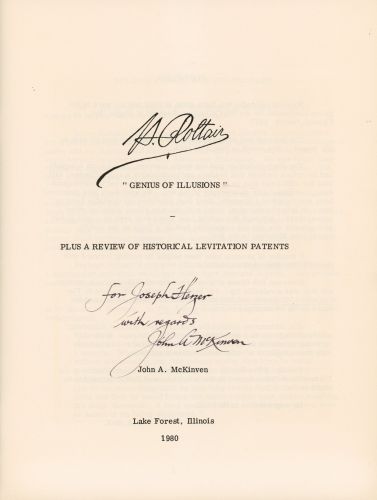 H. Roltair
" GENIUS OF ILLUSIONS "
–
PLUS A REVIEW OF HISTORICAL LEVITATION PATENTS
for Joseph Herzer
with regards
John A McKinven
John A. McKinven
Lake Forest, Illinois
1980